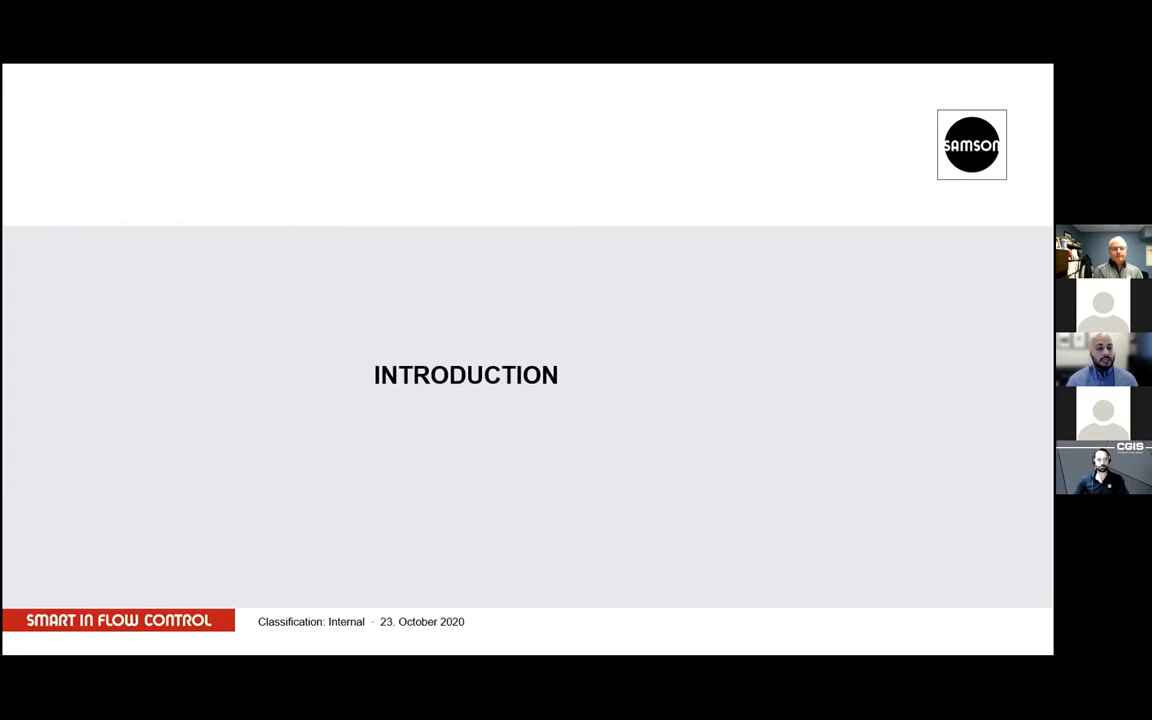 SAMSON
INTRODUCTION
SMART IN FLOW CONTROL
Classification: Internal · 23. October 2020
CGIS